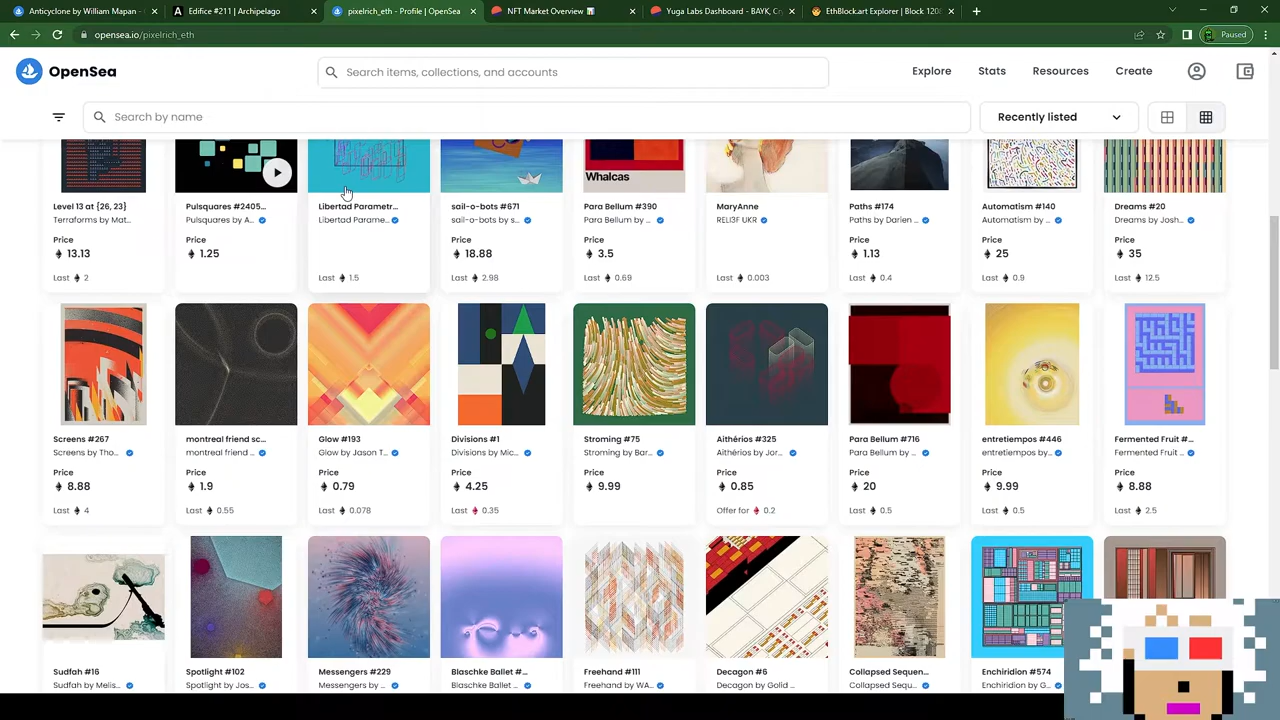 Anticyclone by William Mapan -
Edifice #211 | Archipelago
pixelrich_eth - Profile | OpenSea
NFT Market Overview
Yuga Labs Dashboard - BAYK, Cr
EthBlock.art Explorer | Block 1208
opensea.io/pixelrich_eth
Paused
OpenSea
Search items, collections, and accounts
Explore
Stats
Resources
Create
Search by name
Recently listed
Whalcas
Level 13 at {26, 23}
Pulsquares #2405...
Libertad Parametr...
sail-o-bots #671
Para Bellum #390
MaryAnne
Paths #174
Automatism #140
Dreams #20
Terraforms by Mat...
Pulsquares by A...
Libertad Parame...
sail-o-bots by s...
Para Bellum by ...
RELI3F UKR
Paths by Darien ...
Automatism by ...
Dreams by Josh...
Price
Price
Price
Price
Price
Price
Price
13.13
1.25
18.88
3.5
1.13
25
35
Last 2
Last 1.5
Last 2.98
Last 0.69
Last 0.003
Last 0.4
Last 0.9
Last 12.5
Screens #267
montreal friend sc...
Glow #193
Divisions #1
Stroming #75
Aithérios #325
Para Bellum #716
entretiempos #446
Fermented Fruit #...
Screens by Tho...
montreal friend ...
Glow by Jason T...
Divisions by Mic...
Stroming by Bar...
Aithérios by Jor...
Para Bellum by ...
entretiempos by...
Fermented Fruit ...
Price
Price
Price
Price
Price
Price
Price
Price
Price
8.88
1.9
0.79
4.25
9.99
0.85
20
9.99
8.88
Last 4
Last 0.55
Last 0.078
Last 0.35
Offer for 0.2
Last 0.5
Last 0.5
Last 2.5
Sudfah #16
Spotlight #102
Messengers #229
Blaschke Ballet #...
Freehand #111
Decagon #6
Collapsed Sequen...
Enchiridion #574
Sudfah by Melis...
Spotlight by Jos...
Messengers by ...
Blaschke Ballet ...
Freehand by WA...
Decagon by Golid ...
Collapsed Sequ...
Enchiridion by G...